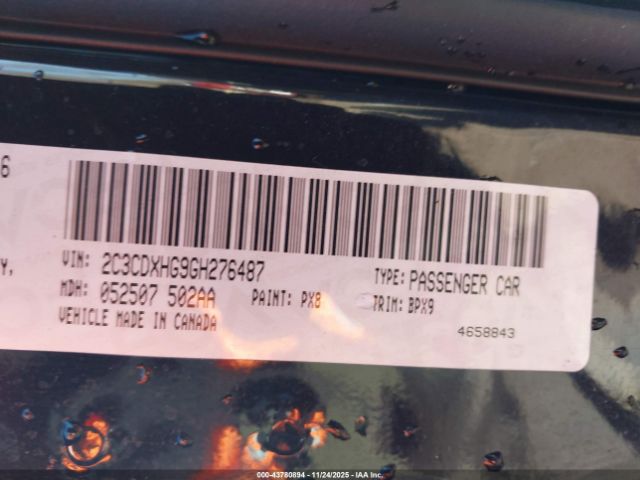 6
Y,
VIN: 2C3CDXHG9GH276487
TYPE: PASSENGER CAR
MDH: 052507 502AA
PAINT: PX8
TRIM: BPX9
VEHICLE MADE IN CANADA
4658843
000-43780894 - 11/24/2025 - IAA Inc.